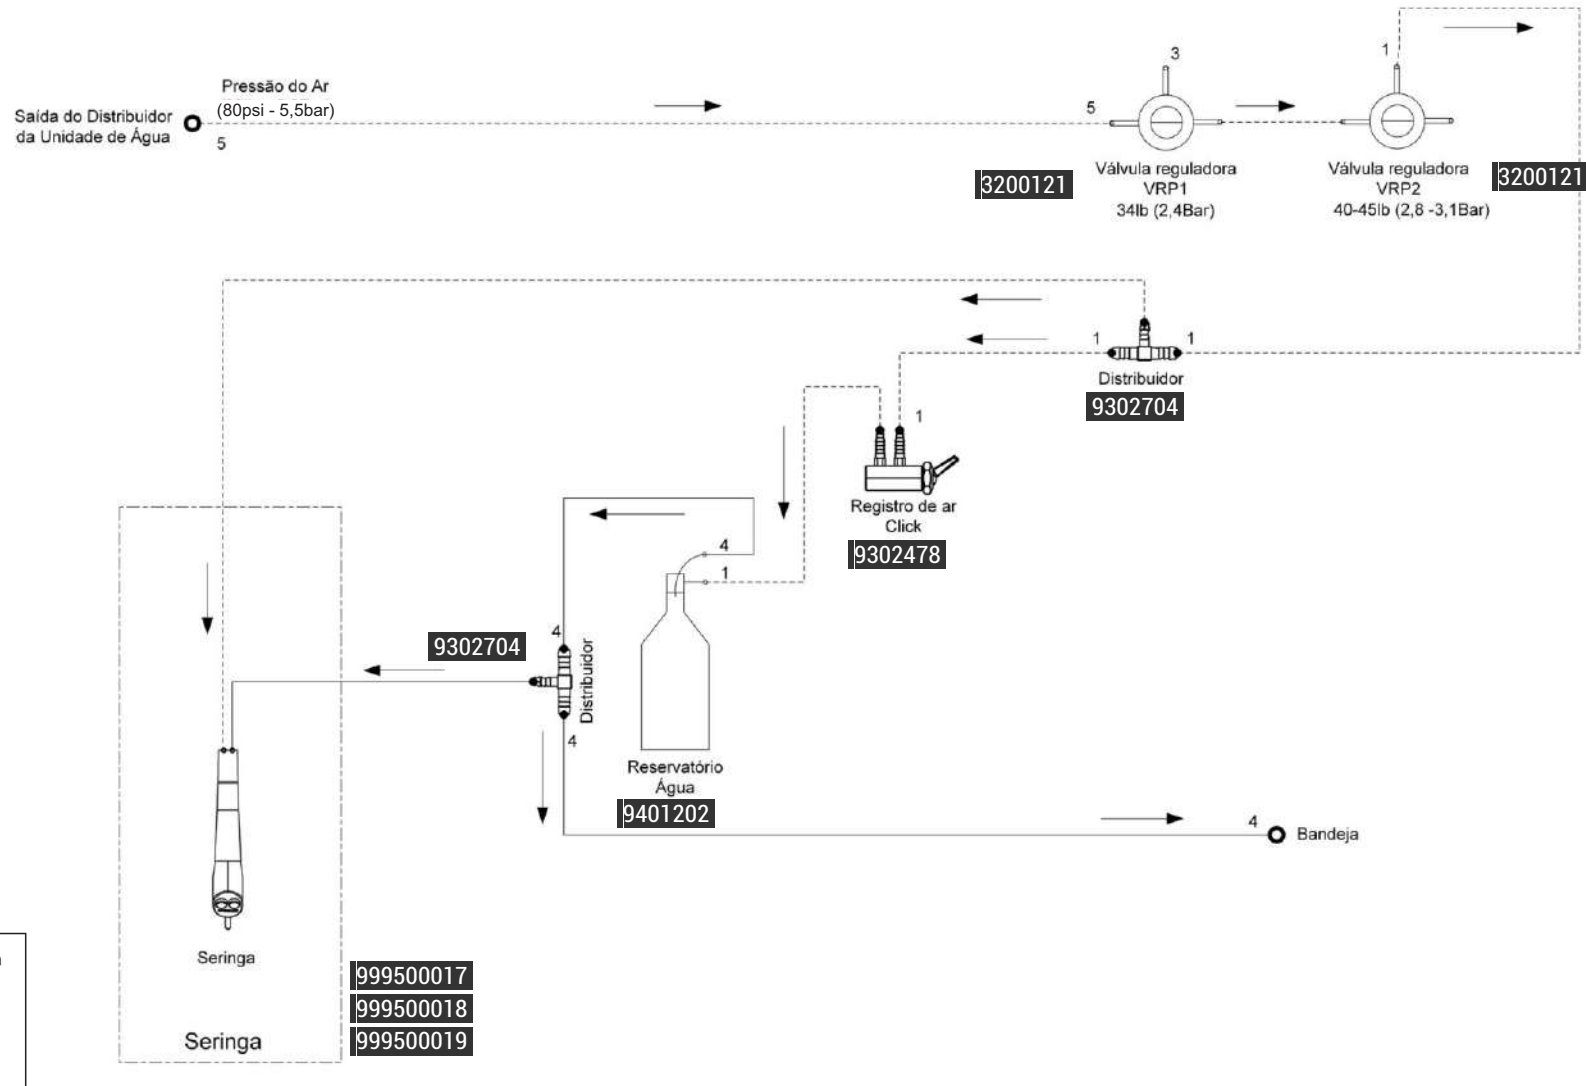 Saída do Distribuidor
da Unidade de Água
Pressão do Ar
(80psi - 5,5bar)
5
5
3
1
3200121
Válvula reguladora
VRP1
34lb (2,4Bar)
Válvula reguladora
VRP2
40-45lb (2,8 -3,1Bar)
3200121
1
1
Distribuidor
9302704
1
Registro de ar
Click
9302478
4
1
9302704
4
Distribuidor
4
Reservatório
Água
9401202
4
Bandeja
Seringa
Seringa
999500017
999500018
999500019